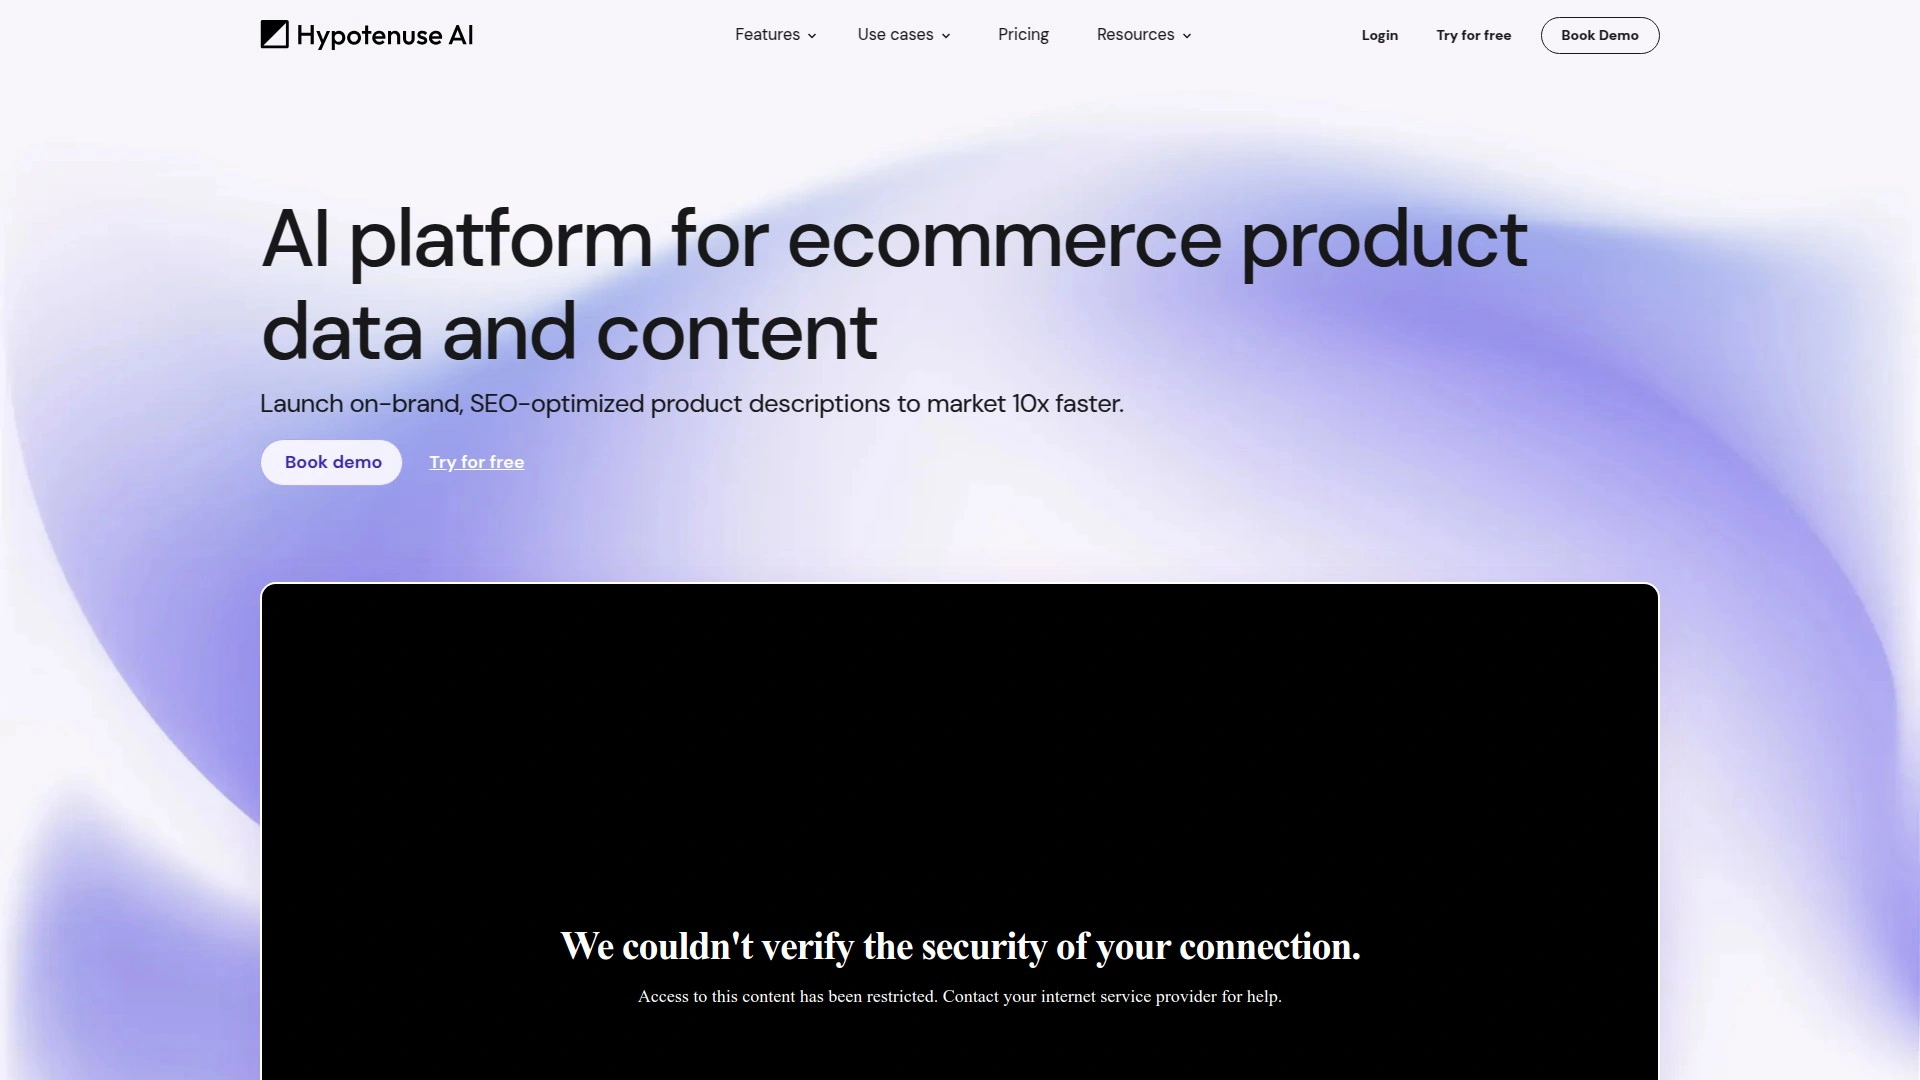 Hypotenuse AI
Features
Use cases
Pricing
Resources
Login
Try for free
Book Demo
AI platform for ecommerce product
data and content
Launch on-brand, SEO-optimized product descriptions to market 10x faster.
Book demo
Try for free
We couldn't verify the security of your connection.
Access to this content has been restricted. Contact your internet service provider for help.